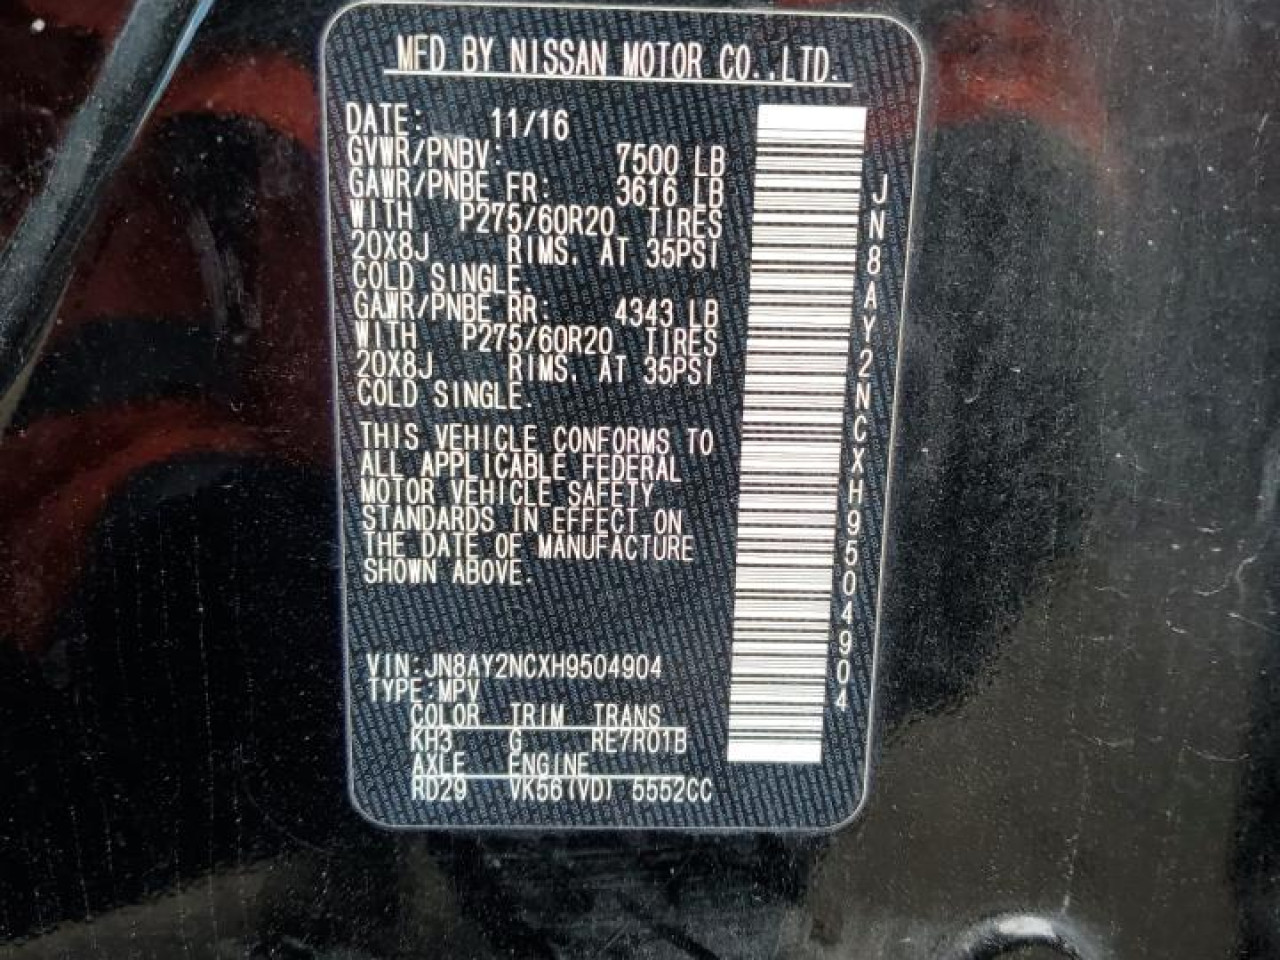 MFD BY NISSAN MOTOR CO.,LTD.
DATE: 11/16
GVWR/PNBV: 7500 LB
GAWR/PNBE FR: 3616 LB
WITH P275/60R20 TIRES
20X8J RIMS, AT 35PSI
COLD SINGLE.
GAWR/PNBE RR: 4343 LB
WITH P275/60R20 TIRES
20X8J RIMS, AT 35PSI
COLD SINGLE.
THIS VEHICLE CONFORMS TO
ALL APPLICABLE FEDERAL
MOTOR VEHICLE SAFETY
STANDARDS IN EFFECT ON
THE DATE OF MANUFACTURE
SHOWN ABOVE.
VIN:JN8AY2NCXH9504904
TYPE:MPV
COLOR TRIM TRANS
KH3 G RE7R01B
AXLE ENGINE
RD29 VK56(VD) 5552CC
JN8AY2NCXH9504904